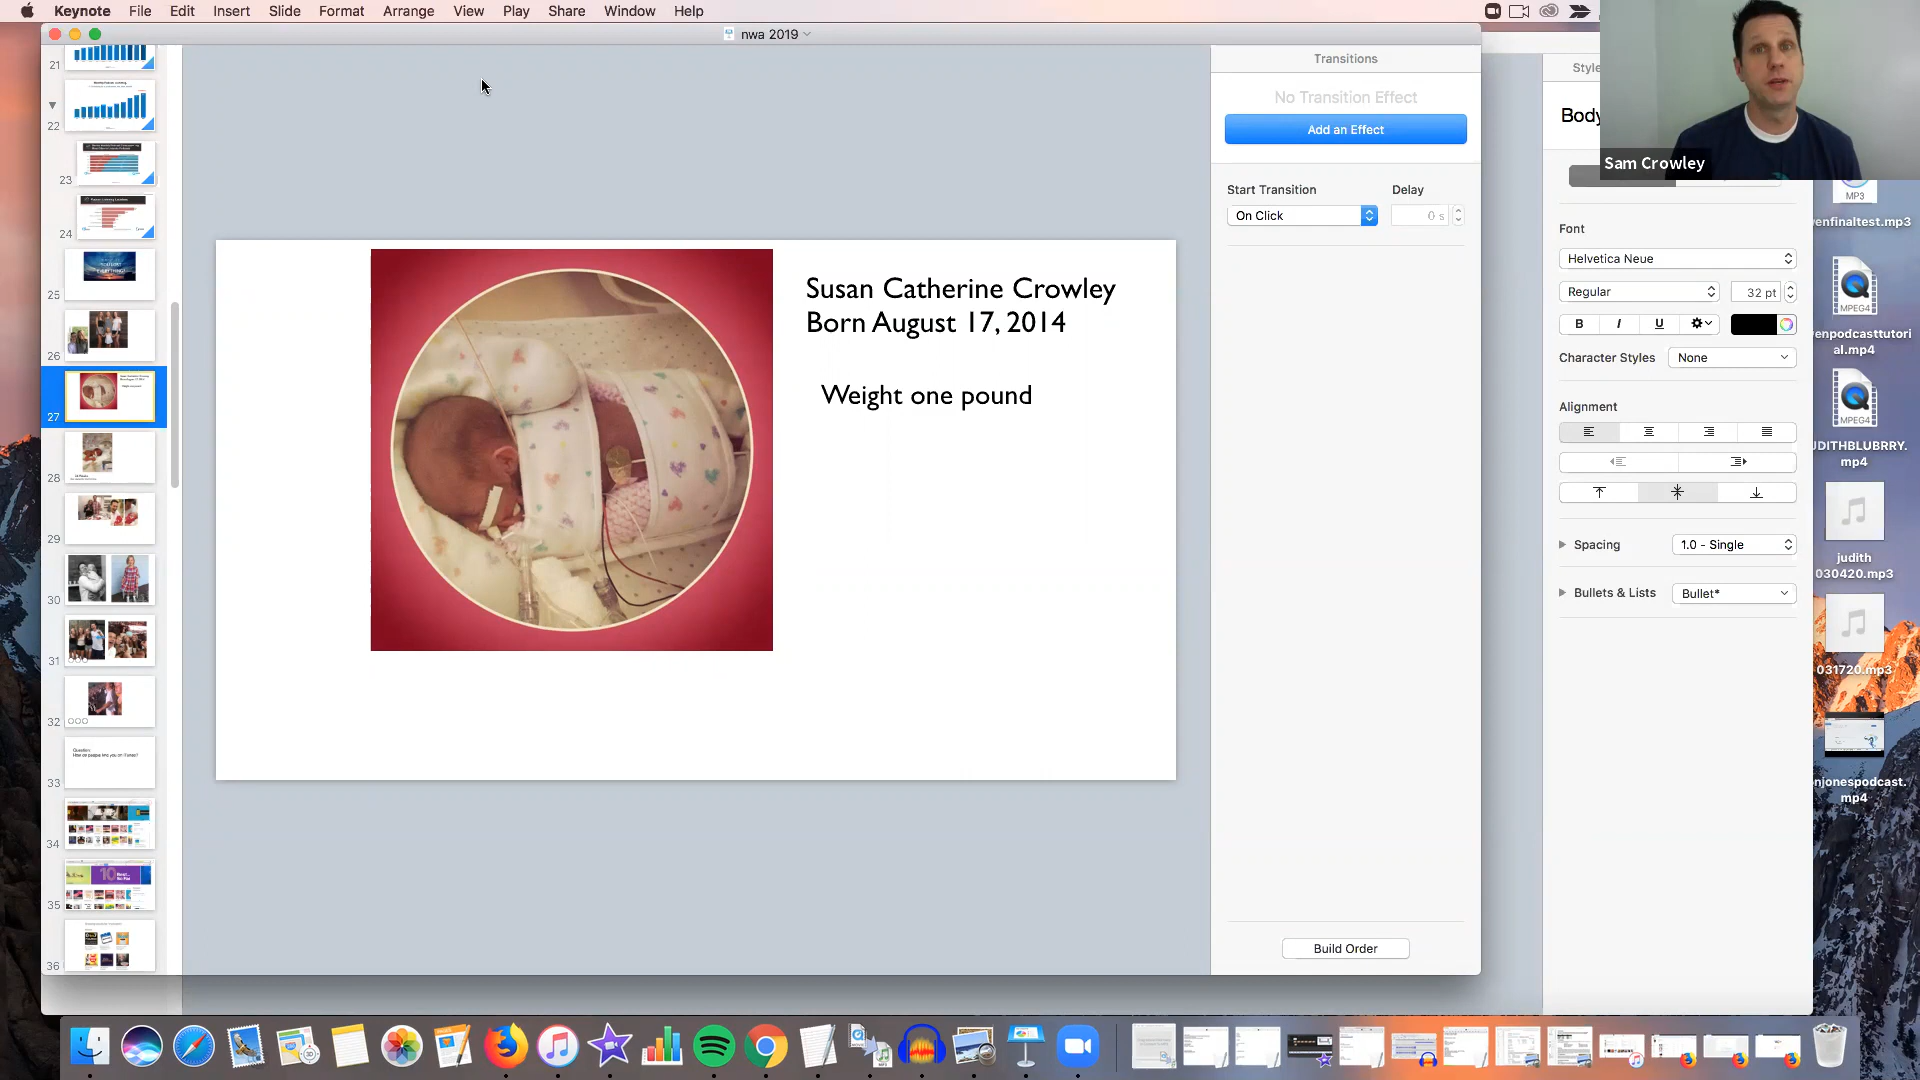 Keynote File Edit Insert Slide Format Arrange View Play Share Window Help
nwa 2019
21
22
23
24
25
26
27
28
29
30
31
32
33
34
35
36
Susan Catherine Crowley
Born August 17, 2014
Weight one pound
Transitions
No Transition Effect
Add an Effect
Start Transition
Delay
On Click
0 s
Build Order
Style
Body
Sam Crowley
Font
Helvetica Neue
Regular
32 pt
B I U
Character Styles
None
Alignment
Spacing
1.0 - Single
Bullets & Lists
Bullet*
MP3
venfinaltest.mp3
MPEG4
venpodcasttutori
al.mp4
MPEG4
JDITHBLUBRRY.
mp4
judith
030420.mp3
031720.mp3
njonespodcast.
mp4